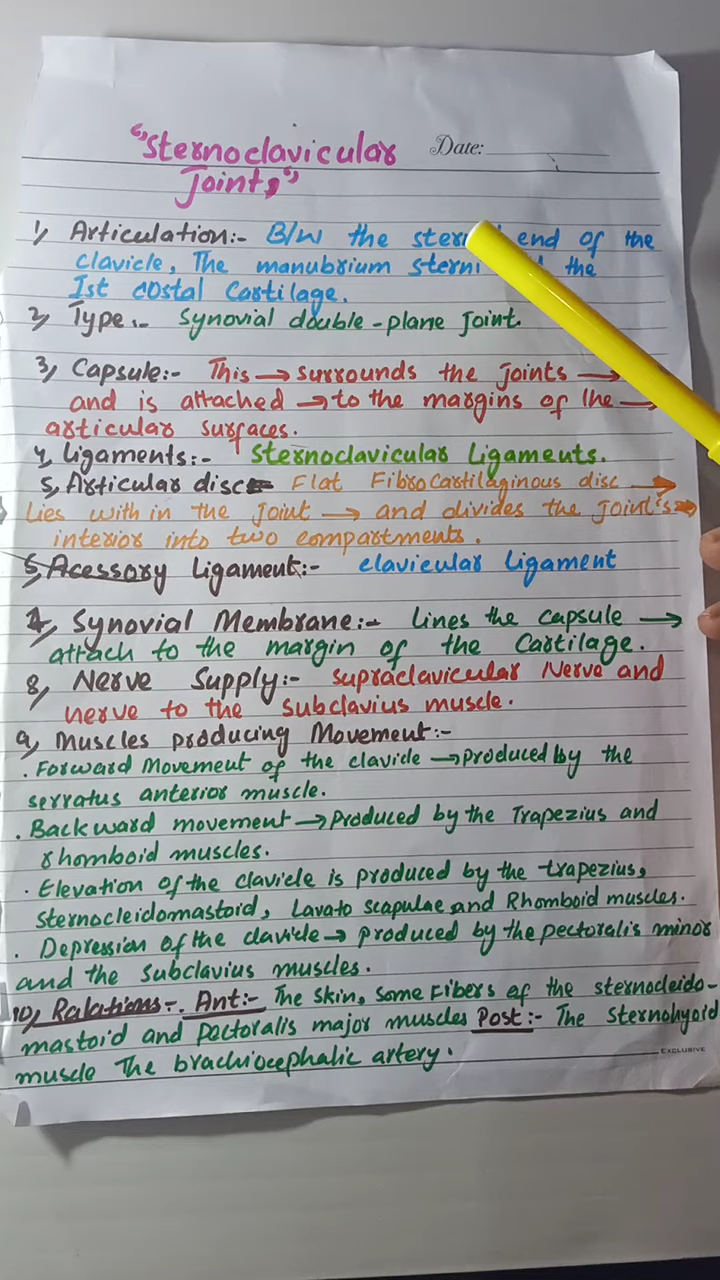 "Sternoclavicular
Joints"
Date:
1, Articulation:- B/W the ster end of the
clavicle, The manubrium sterni the
Ist costal Cartilage.
2, Type:- Synovial double-plane Joint.
3, Capsule:- This → surrounds the joints →
and is attached → to the margins of the →
articular surfaces.
4, Ligaments:- Sternoclavicular Ligaments.
5, Articular disc:- Flat Fibrocartilaginous disc →
Lies with in the joint → and divides the joint's →
interior into two compartments.
5, Acessory Ligament:- clavicular ligament
7, Synovial Membrane:- Lines the capsule →
attach to the margin of the Cartilage.
8, Nerve Supply:- supraclavicular Nerve and
nerve to the subclavius muscle.
9, Muscles producing Movement:-
. Forward Movement of the clavicle → produced by the
serratus anterior muscle.
. Backward movement → Produced by the Trapezius and
rhomboid muscles.
. Elevation of the clavicle is produced by the trapezius,
Sternocleidomastoid, Lavato scapulae, and Rhomboid muscles.
. Depression of the clavicle → produced by the pectoralis minor
and the subclavius muscles.
10, Ralations:- . Ant:- The skin, some Fibers of the sternocleido-
mastoid and Pectoralis major muscles Post:- The Sternohyoid
muscle The brachiocephalic artery.
EXCLUSIVE